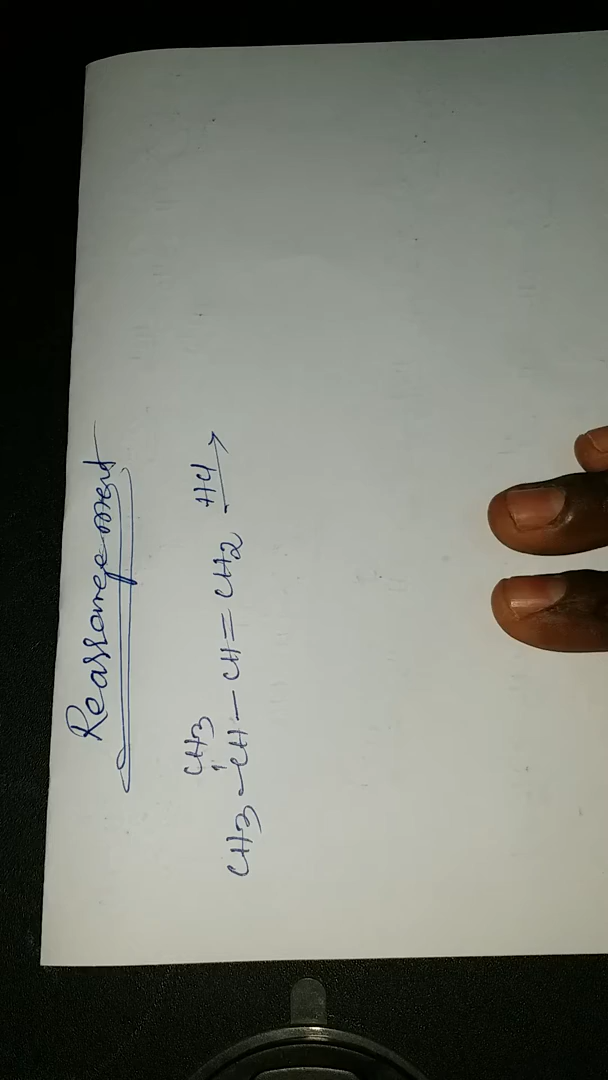 Rearrangement
CH3
CH3 - CH - CH = CH2 HCl →